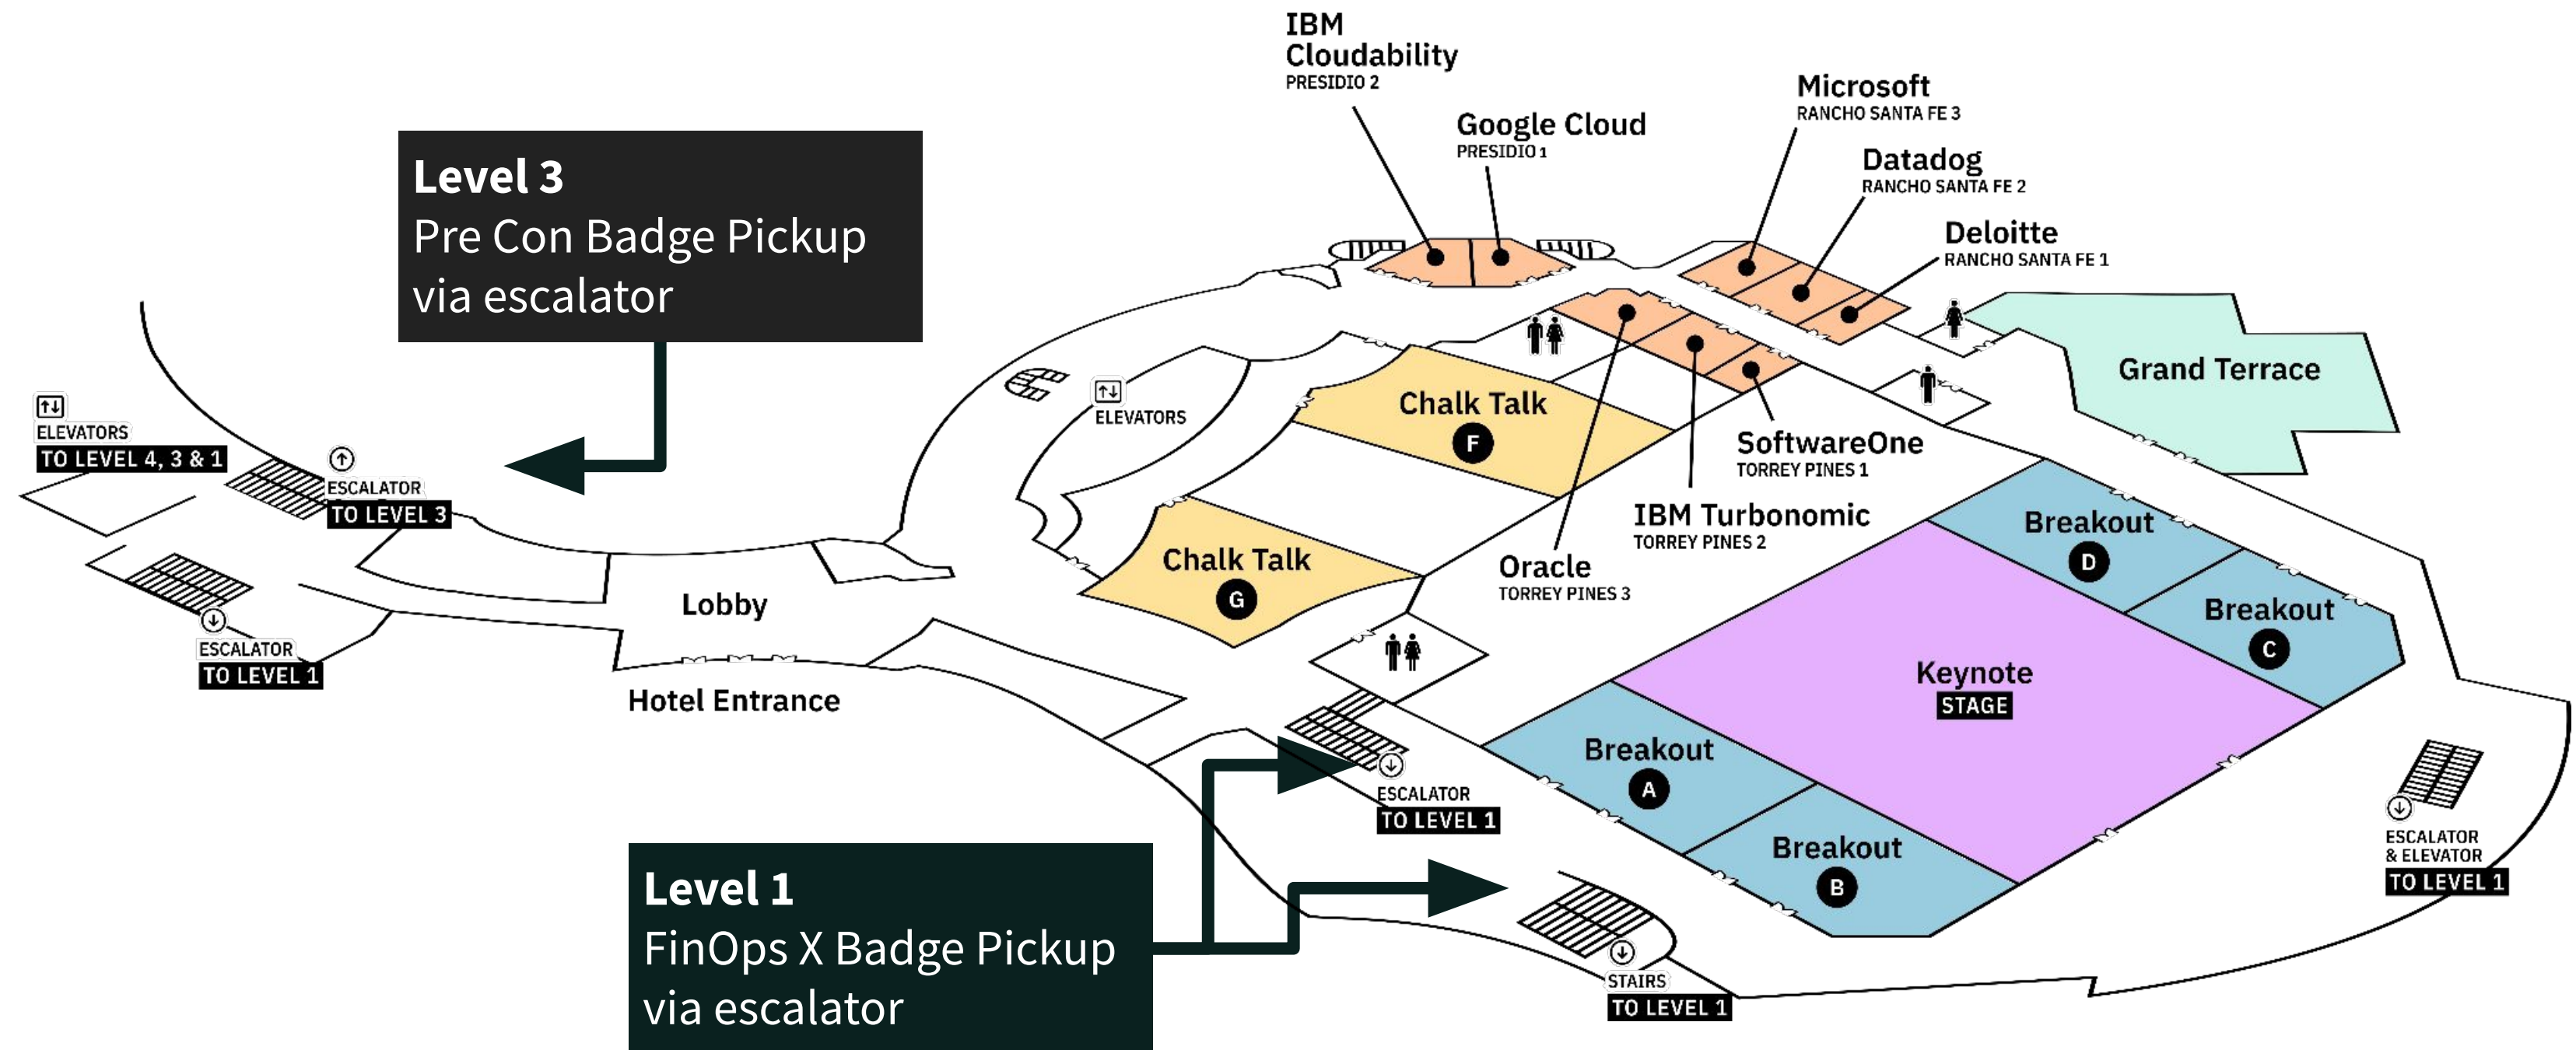 IBM
Cloudability
PRESIDIO 2
Google Cloud
PRESIDIO 1
Microsoft
RANCHO SANTA FE 3
Datadog
RANCHO SANTA FE 2
Deloitte
RANCHO SANTA FE 1
Level 3
Pre Con Badge Pickup
via escalator
ELEVATORS
TO LEVEL 4, 3 & 1
ESCALATOR
TO LEVEL 3
ESCALATOR
TO LEVEL 1
Lobby
Hotel Entrance
ELEVATORS
Chalk Talk
F
Chalk Talk
G
Grand Terrace
SoftwareOne
TORREY PINES 1
IBM Turbonomic
TORREY PINES 2
Oracle
TORREY PINES 3
Breakout
D
Breakout
C
Keynote
STAGE
Breakout
A
Breakout
B
ESCALATOR
TO LEVEL 1
ESCALATOR
& ELEVATOR
TO LEVEL 1
Level 1
FinOps X Badge Pickup
via escalator
STAIRS
TO LEVEL 1